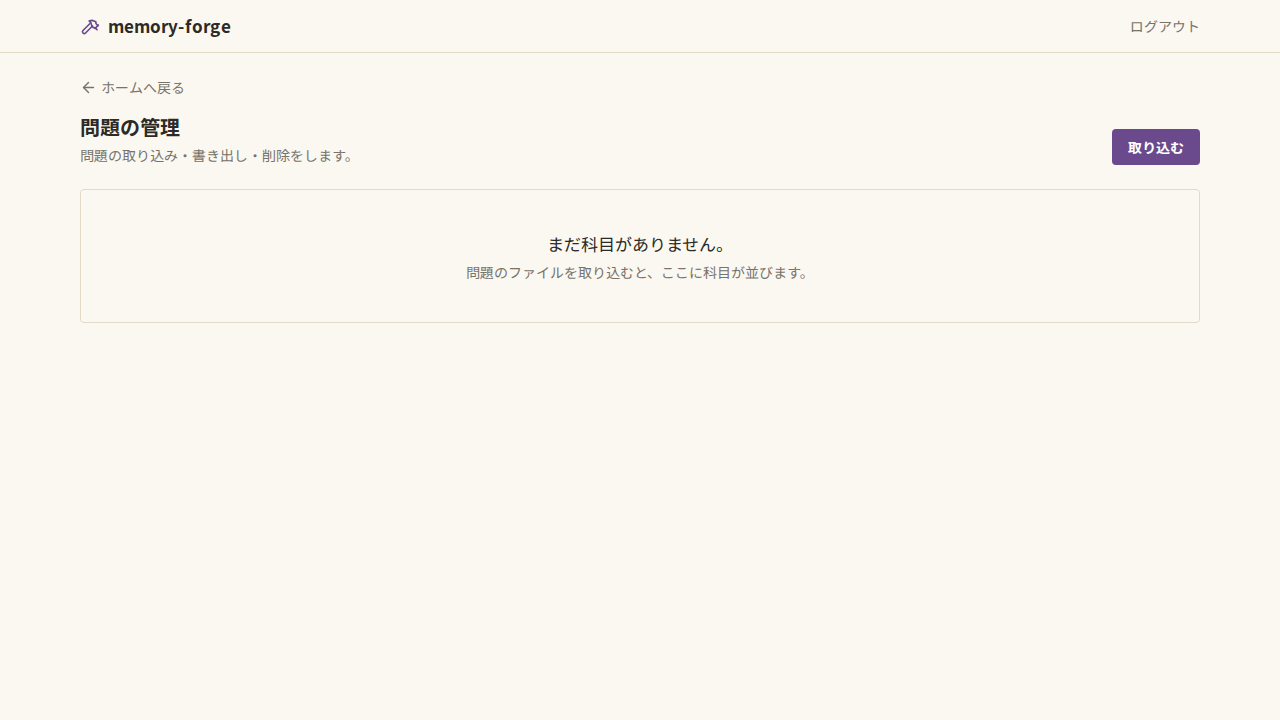 memory-forge
ログアウト
← ホームへ戻る
問題の管理
問題の取り込み・書き出し・削除をします。
取り込む
まだ科目がありません。
問題のファイルを取り込むと、ここに科目が並びます。